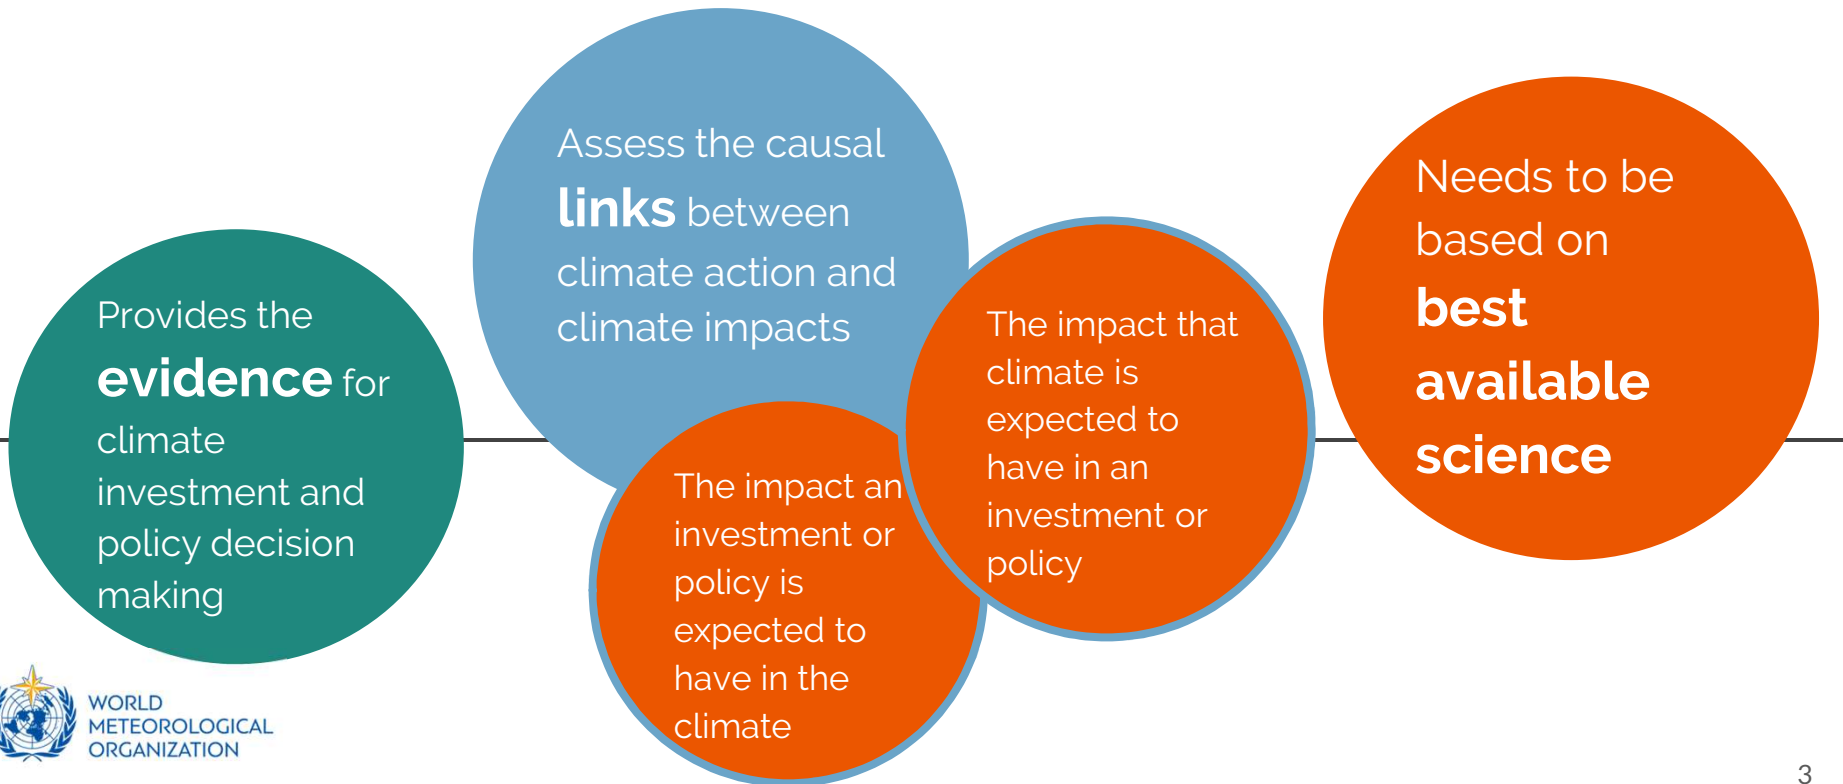 Provides the
evidence for
climate
investment and
policy decision
making
Assess the causal
links between
climate action and
climate impacts
The impact an
investment or
policy is
expected to
have in the
climate
The impact that
climate is
expected to
have in an
investment or
policy
Needs to be
based on
best
available
science
WORLD
METEOROLOGICAL
ORGANIZATION
3